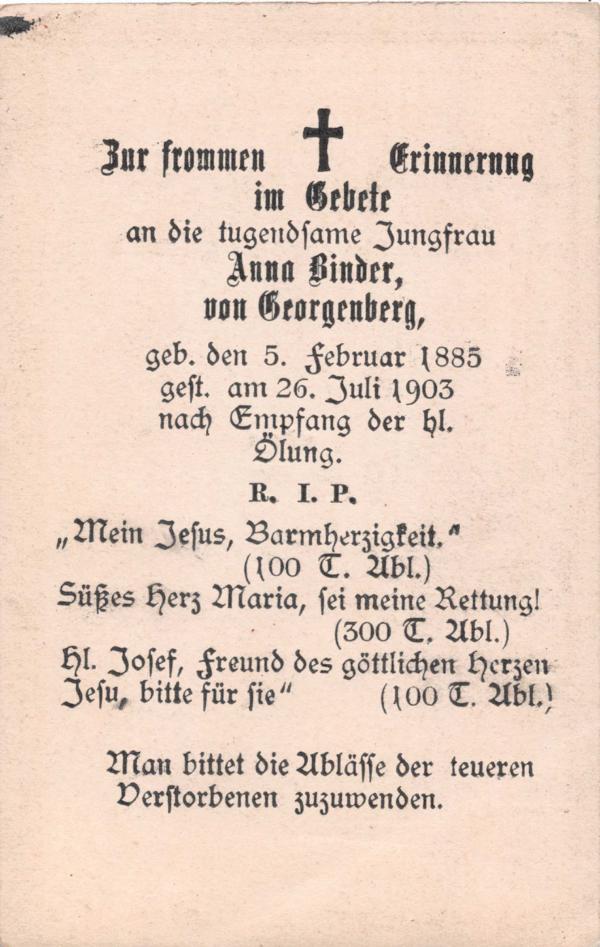 Zur frommen Erinnerung
im Gebete
an die tugendsame Jungfrau
Anna Binder,
von Georgenberg,
geb. den 5. Februar 1885
gest. am 26. Juli 1903
nach Empfang der hl.
Ölung.
R. I. P.
„Mein Jesus, Barmherzigkeit."
(100 T. Abl.)
Süßes Herz Maria, sei meine Rettung!
(300 T. Abl.)
Hl. Josef, Freund des göttlichen Herzen
Jesu, bitte für sie" (100 T. Abl.)
Man bittet die Ablässe der teueren
Verstorbenen zuzuwenden.